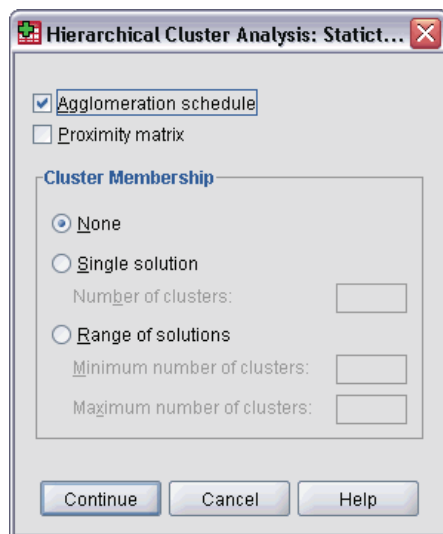 Hierarchical Cluster Analysis: Statict...
Agglomeration schedule
Proximity matrix
Cluster Membership
None
Single solution
Number of clusters:
Range of solutions
Minimum number of clusters:
Maximum number of clusters:
Continue Cancel Help